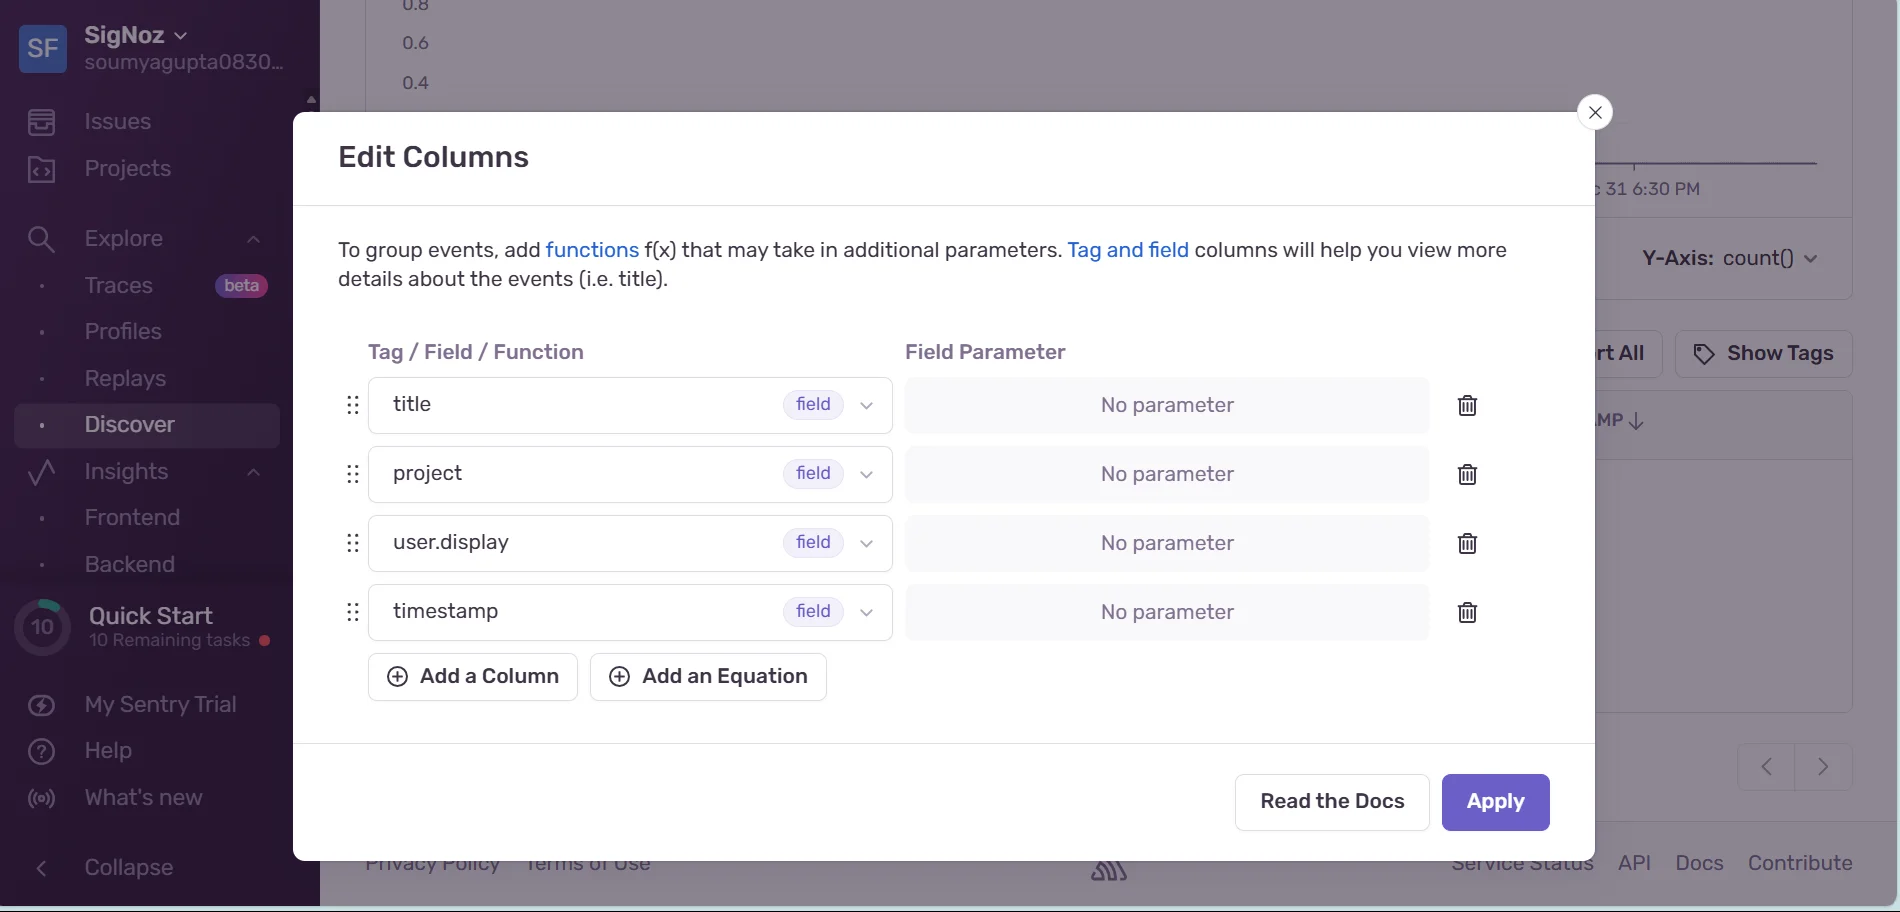 SF
SigNoz
soumyagupta0830...
Issues
Projects
Explore
Traces
beta
Profiles
Replays
Discover
Insights
Frontend
Backend
10
Quick Start
10 Remaining tasks
My Sentry Trial
Help
What's new
Collapse
0.8
0.6
0.4
Edit Columns
To group events, add functions f(x) that may take in additional parameters. Tag and field columns will help you view more
details about the events (i.e. title).
Tag / Field / Function
Field Parameter
title
field
No parameter
project
field
No parameter
user.display
field
No parameter
timestamp
field
No parameter
Add a Column
Add an Equation
Read the Docs
Apply
31 6:30 PM
Y-Axis: count()
rt All
Show Tags
MP
Privacy Policy
Terms of Use
Service Status
API
Docs
Contribute